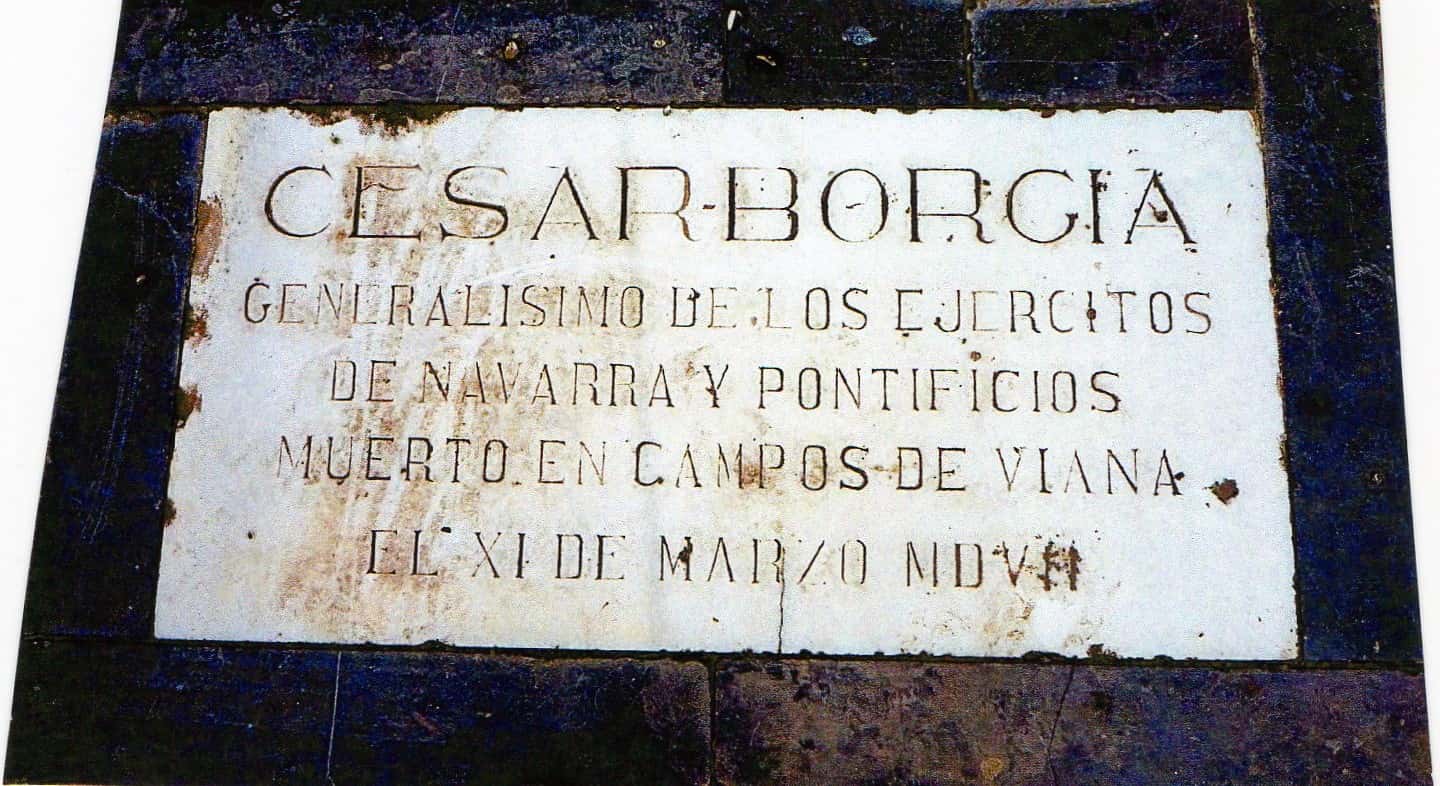 CESAR BORGIA
GENERALISIMO DE LOS EJERCITOS
DE NAVARRA Y PONTIFICIOS
MUERTO EN CAMPOS DE VIANA
EL XI DE MARZO MDVII